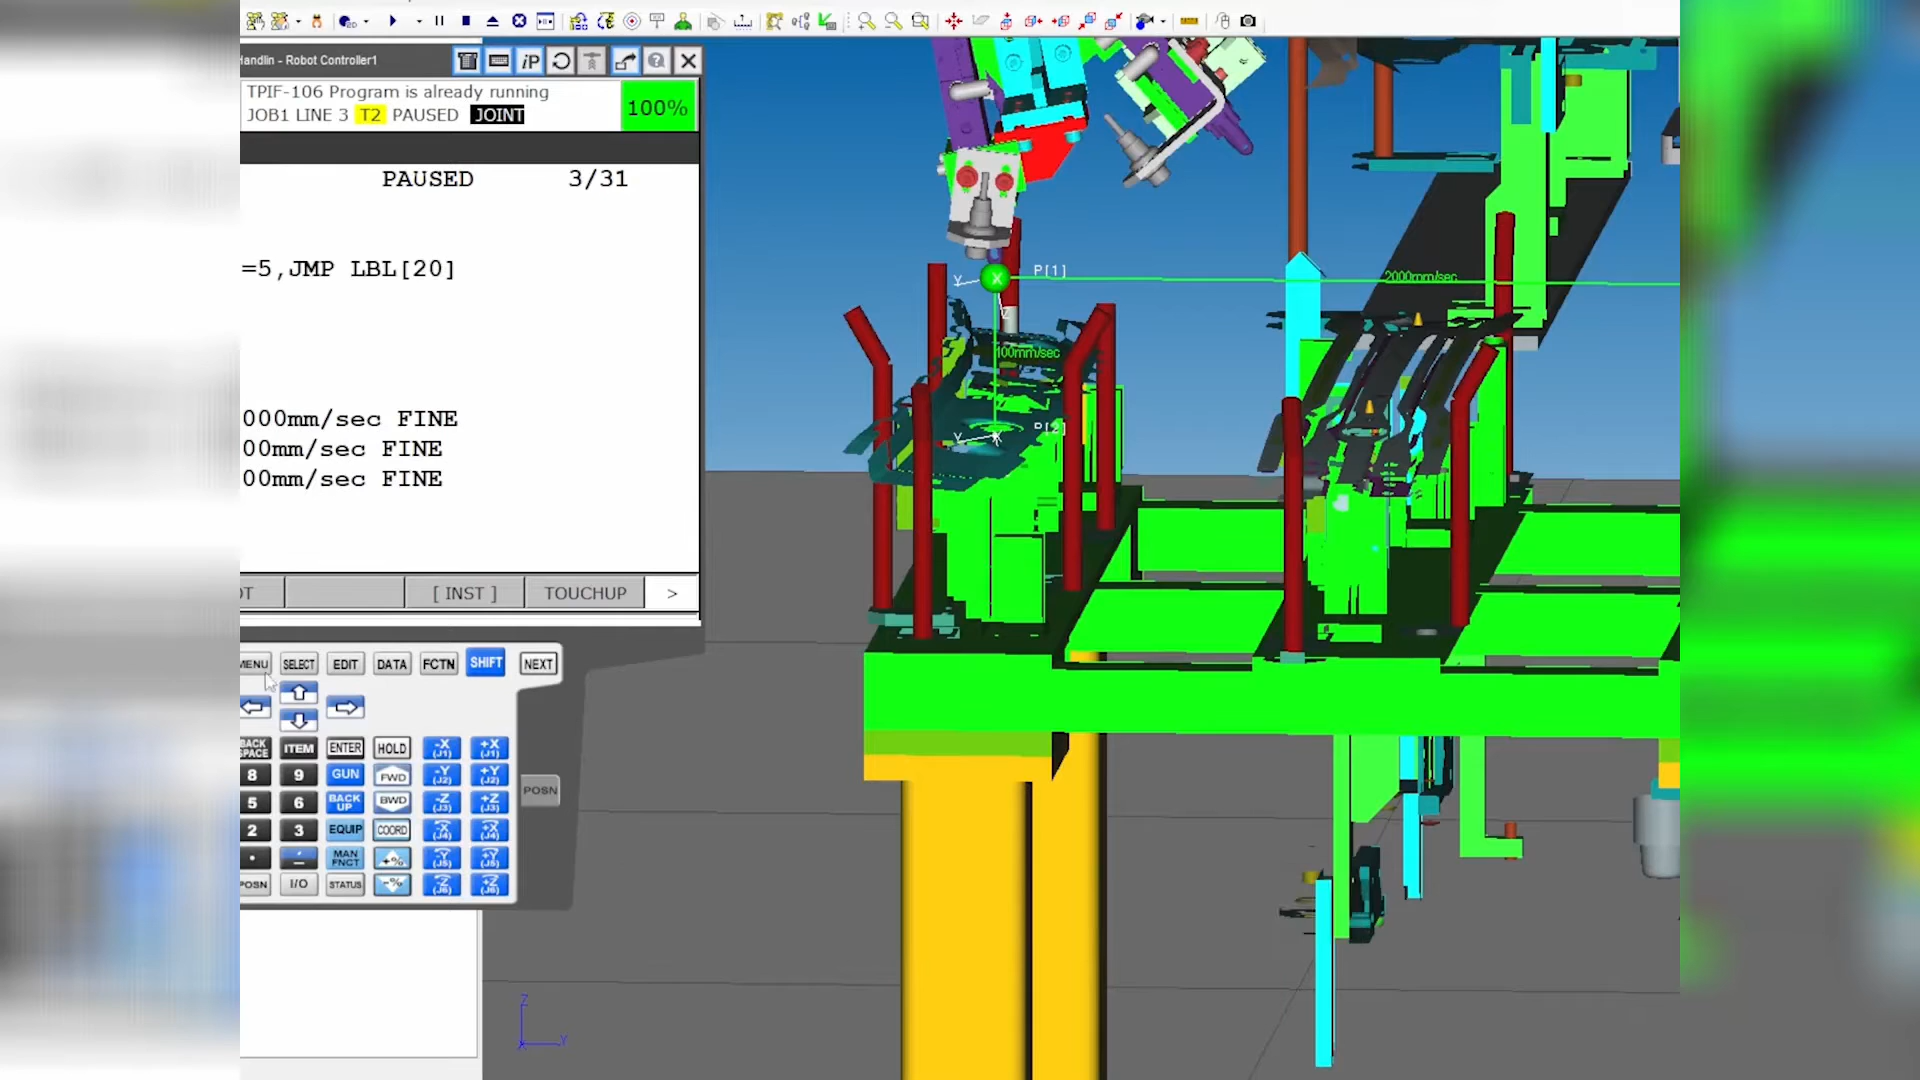 Handlin - Robot Controller1
iP
TPIF-106 Program is already running
JOB1 LINE 3 T2 PAUSED JOINT
100%
PAUSED 3/31
=5,JMP LBL[20]
000mm/sec FINE
00mm/sec FINE
00mm/sec FINE
OT [ INST ] TOUCHUP >
MENU SELECT EDIT DATA FCTN SHIFT NEXT
BACK SPACE ITEM ENTER HOLD -X (J1) +X (J1)
8 9 GUN FWD -Y (J2) +Y (J2)
5 6 BACK UP BWD -Z (J3) +Z (J3)
POSN
2 3 EQUIP COORD -X (J4) +X (J4)
. - MAN FNCT +% -Y (J5) +Y (J5)
POSN I/O STATUS -% -Z (J6) +Z (J6)
P[1]
Y X Z
2000mm/sec
100mm/sec
P[2]
Y X
Z
X Y